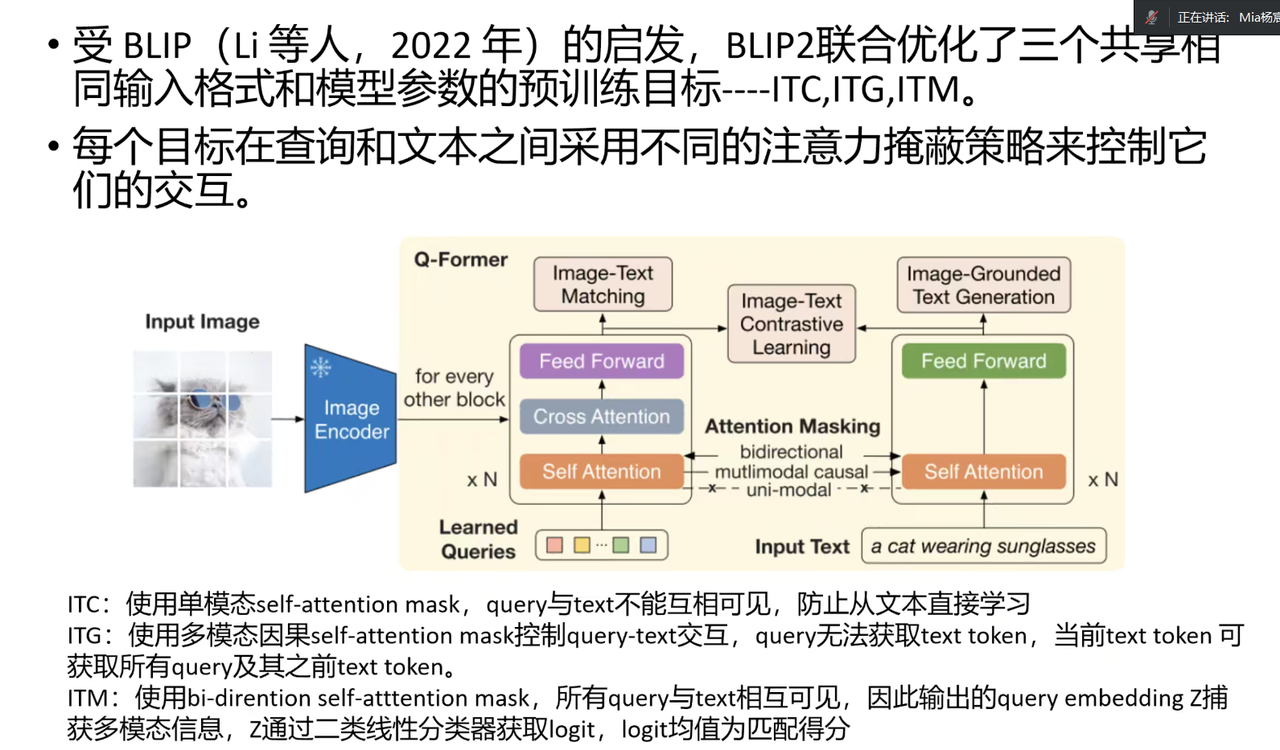 正在讲话: Mia杨宸
• 受 BLIP（Li 等人，2022 年）的启发，BLIP2联合优化了三个共享相
同输入格式和模型参数的预训练目标----ITC,ITG,ITM。
• 每个目标在查询和文本之间采用不同的注意力掩蔽策略来控制它
们的交互。
Q-Former
Image-Text
Matching
Image-Text
Contrastive
Learning
Image-Grounded
Text Generation
Input Image
Image
Encoder
for every
other block
Feed Forward
Cross Attention
Self Attention
x N
Attention Masking
bidirectional
mutlimodal causal
uni-modal
Feed Forward
Self Attention
x N
Learned
Queries
...
Input Text
a cat wearing sunglasses
ITC：使用单模态self-attention mask，query与text不能互相可见，防止从文本直接学习
ITG：使用多模态因果self-attention mask控制query-text交互，query无法获取text token，当前text token 可
获取所有query及其之前text token。
ITM：使用bi-dirention self-atttention mask，所有query与text相互可见，因此输出的query embedding Z捕
获多模态信息，Z通过二类线性分类器获取logit，logit均值为匹配得分